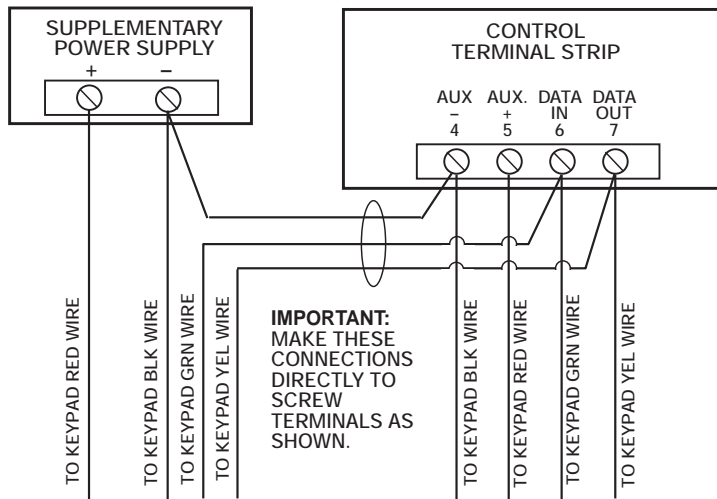 SUPPLEMENTARY
POWER SUPPLY
+ –
CONTROL
TERMINAL STRIP
AUX AUX. DATA DATA
– + IN OUT
4 5 6 7
TO KEYPAD RED WIRE
TO KEYPAD BLK WIRE
TO KEYPAD GRN WIRE
TO KEYPAD YEL WIRE
IMPORTANT:
MAKE THESE
CONNECTIONS
DIRECTLY TO
SCREW
TERMINALS AS
SHOWN.
TO KEYPAD BLK WIRE
TO KEYPAD RED WIRE
TO KEYPAD GRN WIRE
TO KEYPAD YEL WIRE